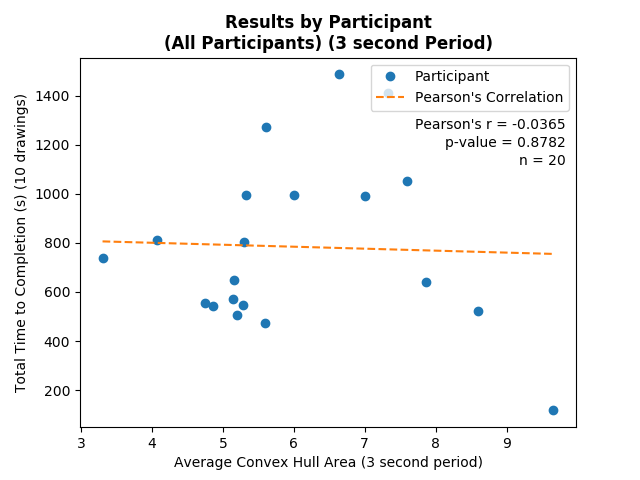 Results by Participant
(All Participants) (3 second Period)
Participant
Pearson's Correlation
Pearson's r = -0.0365
p-value = 0.8782
n = 20
Total Time to Completion (s) (10 drawings)
1400
1200
1000
800
600
400
200
3 4 5 6 7 8 9
Average Convex Hull Area (3 second period)